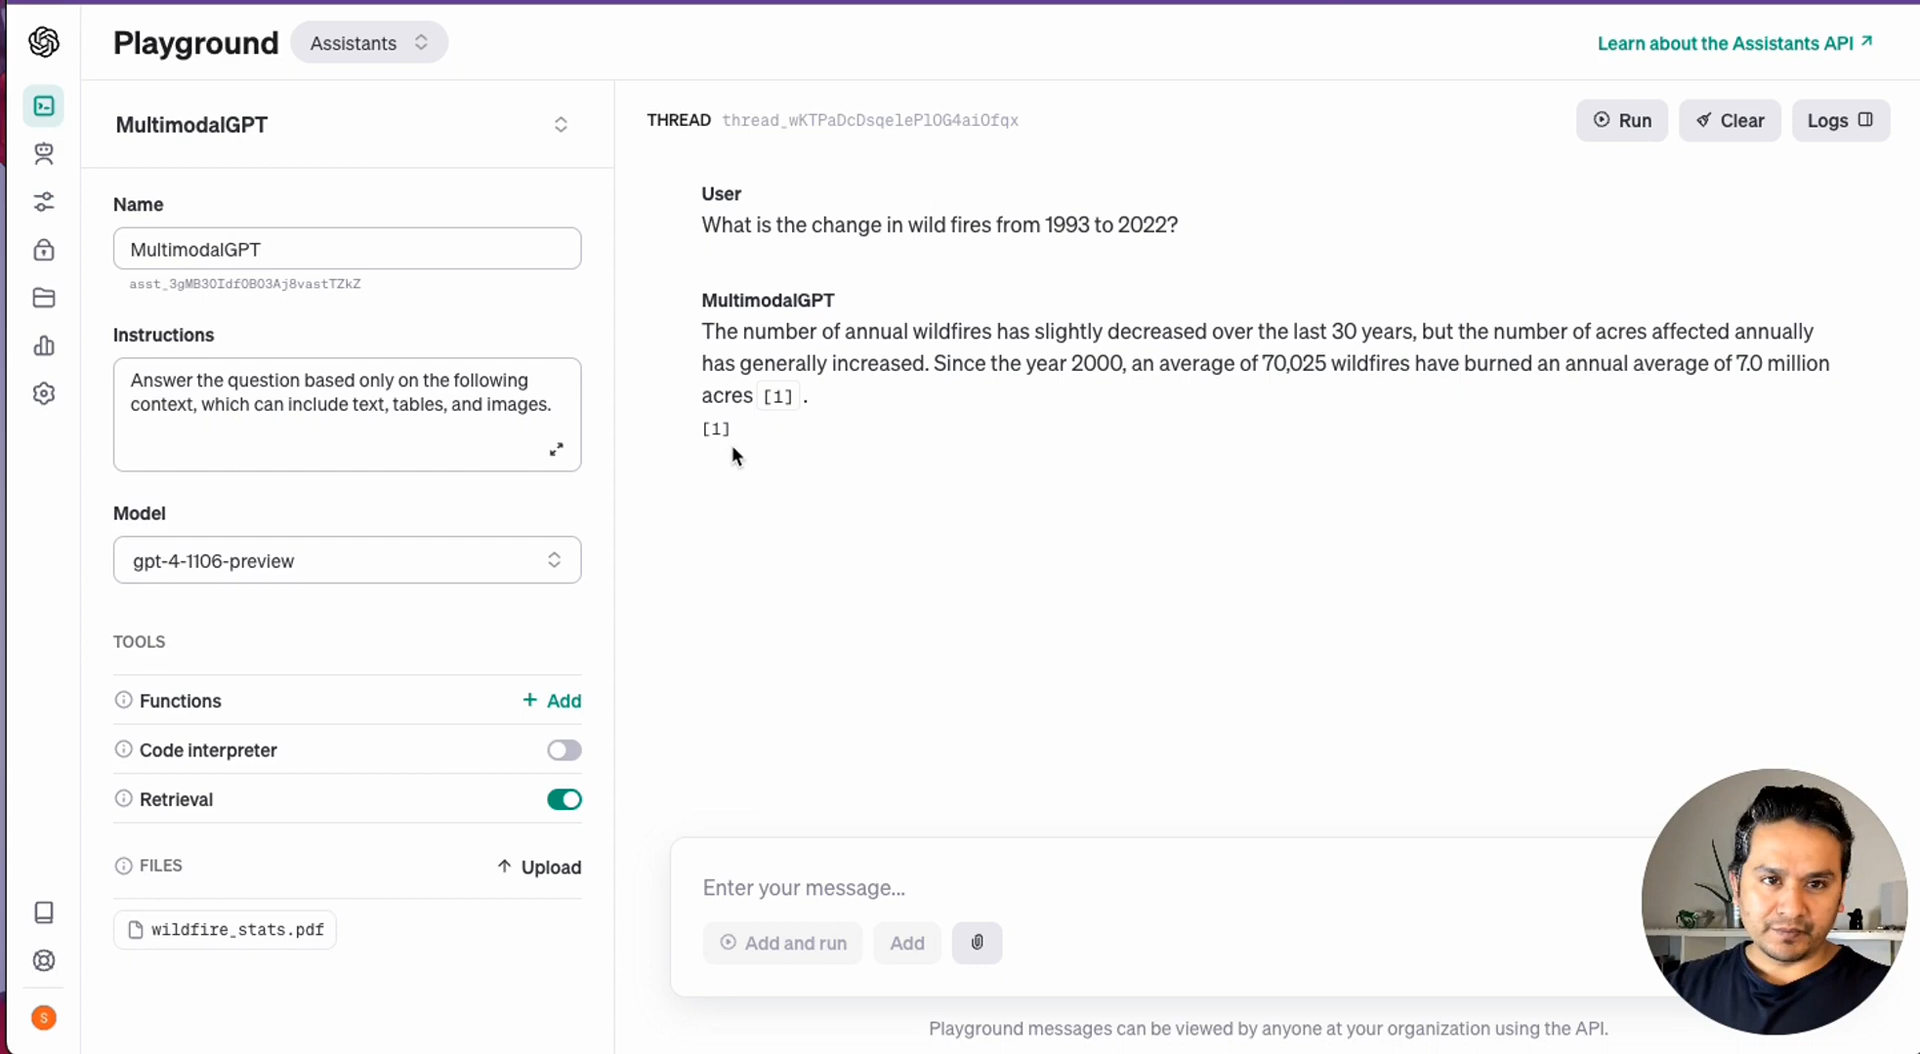 Playground
Assistants
Learn about the Assistants API ↗
MultimodalGPT
Name
MultimodalGPT
asst_3gMB3OIdfOBO3Aj8vastTZkZ
Instructions
Answer the question based only on the following
context, which can include text, tables, and images.
Model
gpt-4-1106-preview
TOOLS
Functions
+ Add
Code interpreter
Retrieval
FILES
Upload
wildfire_stats.pdf
S
THREAD thread_wKTPaDcDsqelePlOG4aiOfqx
Run
Clear
Logs
User
What is the change in wild fires from 1993 to 2022?
MultimodalGPT
The number of annual wildfires has slightly decreased over the last 30 years, but the number of acres affected annually
has generally increased. Since the year 2000, an average of 70,025 wildfires have burned an annual average of 7.0 million
acres [1] .
[1]
Enter your message...
Add and run
Add
Playground messages can be viewed by anyone at your organization using the API.